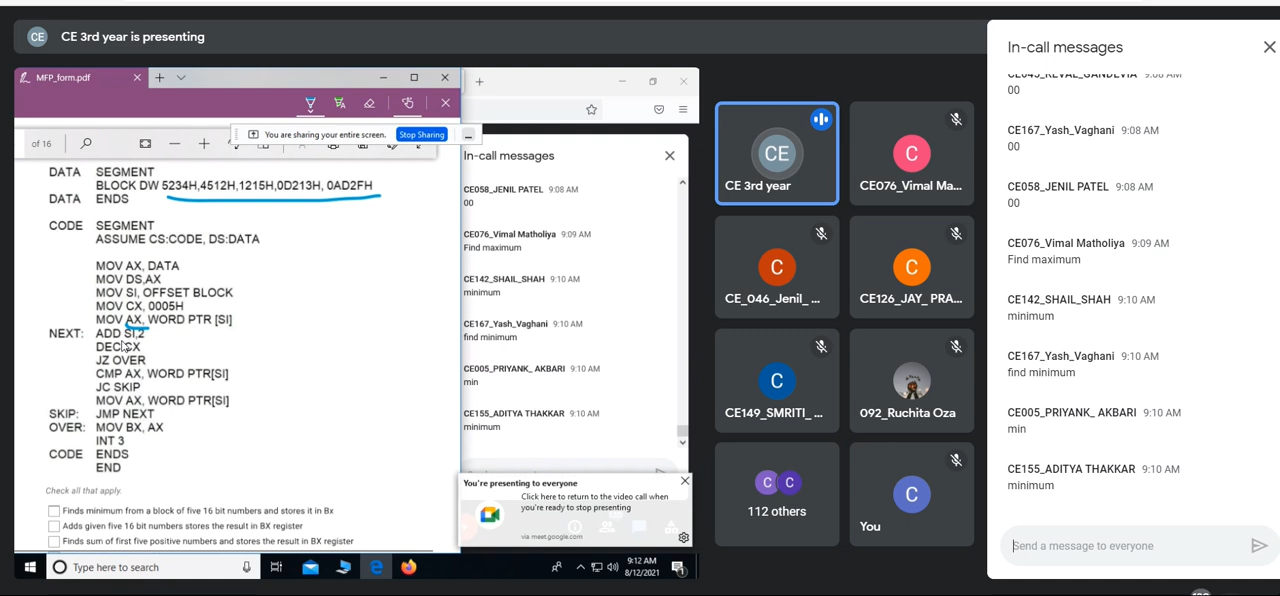 CE CE 3rd year is presenting
MFP_form.pdf
You are sharing your entire screen. Stop Sharing
of 16
DATA SEGMENT
BLOCK DW 5234H,4512H,1215H,0D213H, 0AD2FH
DATA ENDS
CODE SEGMENT
ASSUME CS:CODE, DS:DATA
MOV AX, DATA
MOV DS,AX
MOV SI, OFFSET BLOCK
MOV CX, 0005H
MOV AX, WORD PTR [SI]
NEXT: ADD SI,2
DEC CX
JZ OVER
CMP AX, WORD PTR[SI]
JC SKIP
MOV AX, WORD PTR[SI]
SKIP: JMP NEXT
OVER: MOV BX, AX
INT 3
CODE ENDS
END
Check all that apply.
Finds minimum from a block of five 16 bit numbers and stores it in Bx
Adds given five 16 bit numbers stores the result in BX register
Finds sum of first five positive numbers and stores the result in BX register
Type here to search
9:12 AM
8/12/2021
In-call messages
CE058_JENIL PATEL 9:08 AM
00
CE076_Vimal Matholiya 9:09 AM
Find maximum
CE142_SHAIL_SHAH 9:10 AM
minimum
CE167_Yash_Vaghani 9:10 AM
find minimum
CE005_PRIYANK_ AKBARI 9:10 AM
min
CE155_ADITYA THAKKAR 9:10 AM
minimum
You're presenting to everyone
Click here to return to the video call when
you're ready to stop presenting
via meet.google.com
CE
CE 3rd year
C
CE076_Vimal Ma...
C
CE_046_Jenil_ ...
C
CE126_JAY_ PRA...
C
CE149_SMRITI_ ...
092_Ruchita Oza
C C
112 others
C
You
In-call messages
CE045_KEVAL_GANDEVIA 9:08 AM
00
CE167_Yash_Vaghani 9:08 AM
00
CE058_JENIL PATEL 9:08 AM
00
CE076_Vimal Matholiya 9:09 AM
Find maximum
CE142_SHAIL_SHAH 9:10 AM
minimum
CE167_Yash_Vaghani 9:10 AM
find minimum
CE005_PRIYANK_ AKBARI 9:10 AM
min
CE155_ADITYA THAKKAR 9:10 AM
minimum
Send a message to everyone